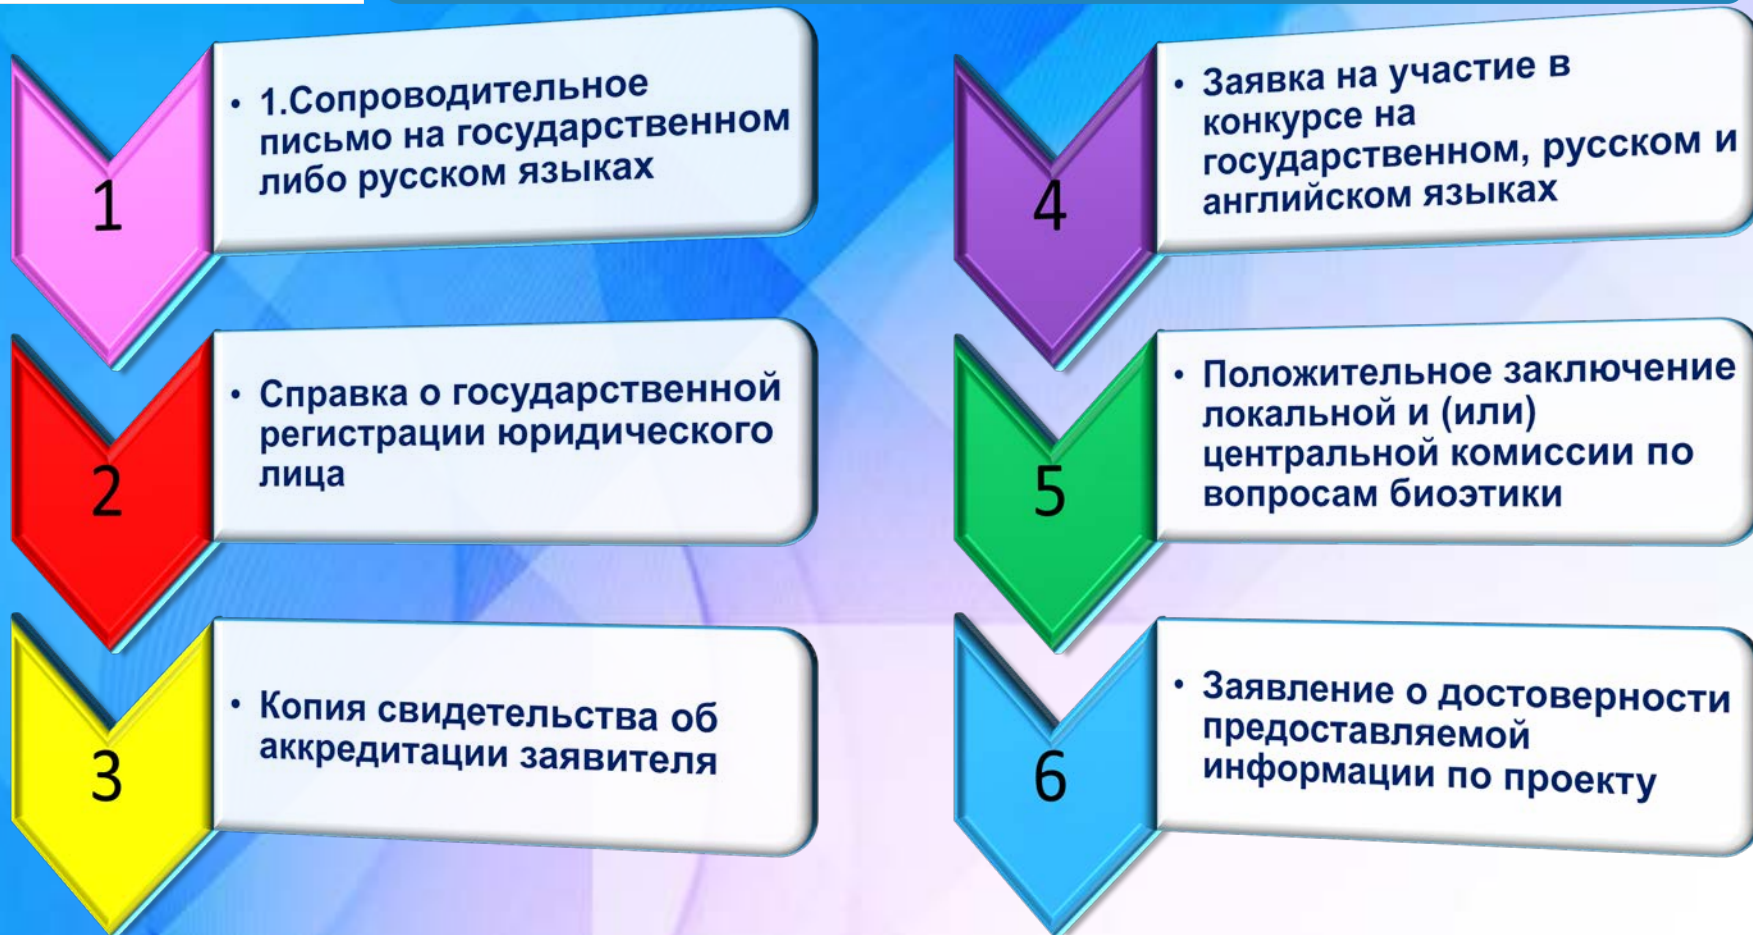 1
• 1.Сопроводительное
письмо на государственном
либо русском языках
2
• Справка о государственной
регистрации юридического
лица
3
• Копия свидетельства об
аккредитации заявителя
4
• Заявка на участие в
конкурсе на
государственном, русском и
английском языках
5
• Положительное заключение
локальной и (или)
центральной комиссии по
вопросам биоэтики
6
• Заявление о достоверности
предоставляемой
информации по проекту